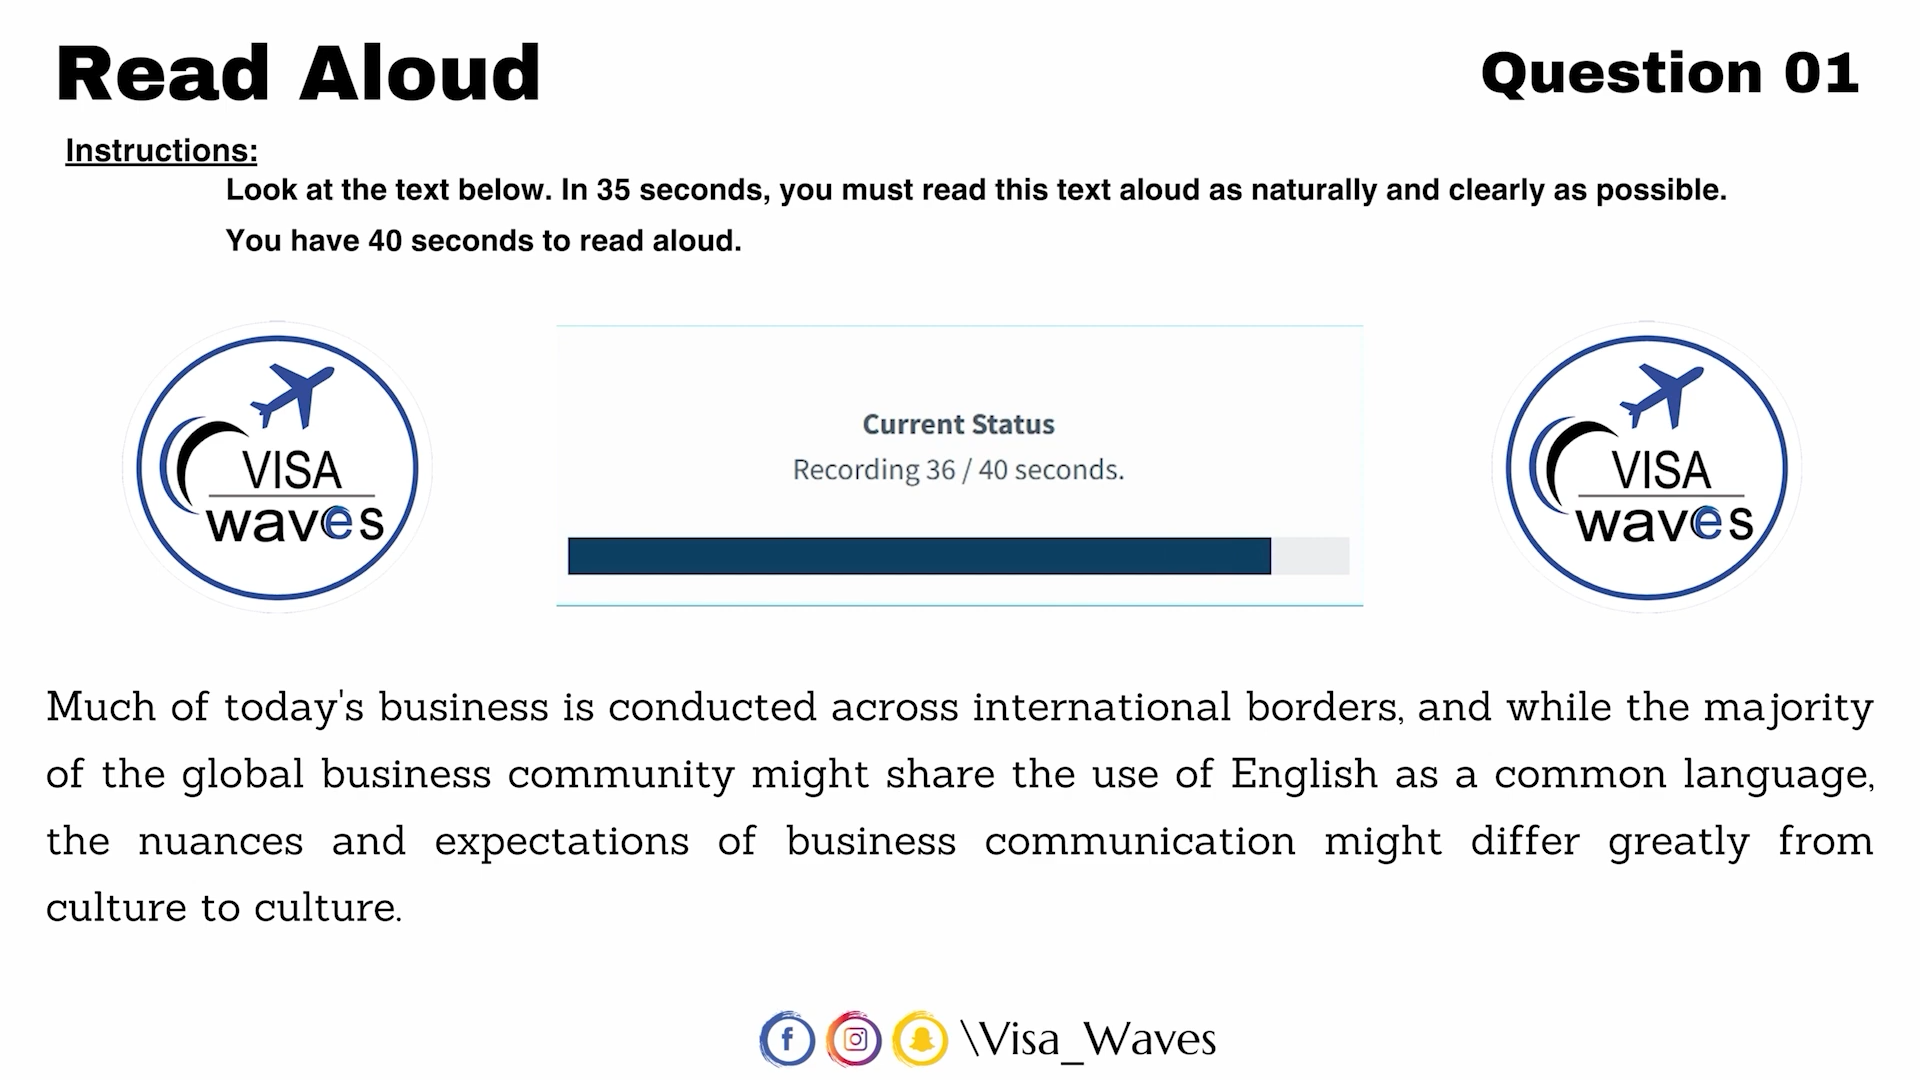 Read Aloud
Question 01
Instructions:
Look at the text below. In 35 seconds, you must read this text aloud as naturally and clearly as possible.
You have 40 seconds to read aloud.
VISA
waves
Current Status
Recording 36 / 40 seconds.
VISA
waves
Much of today's business is conducted across international borders, and while the majority
of the global business community might share the use of English as a common language,
the nuances and expectations of business communication might differ greatly from
culture to culture.
\Visa_Waves